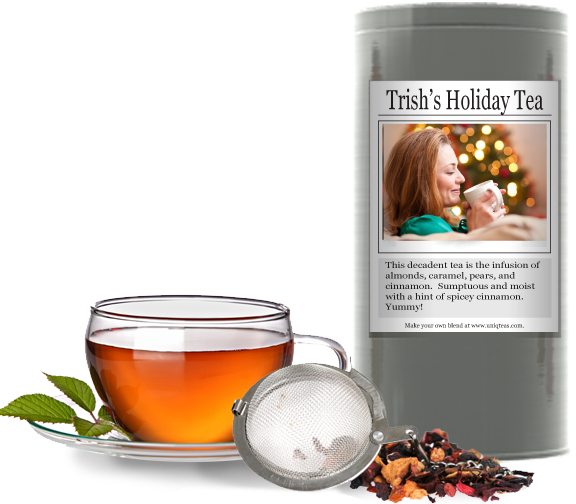 Trish's Holiday Tea
This decadent tea is the infusion of
almonds, caramel, pears, and
cinnamon.  Sumptuous and moist
with a hint of spicey cinnamon.
Yummy!
Make your own blend at www.uniqteas.com.